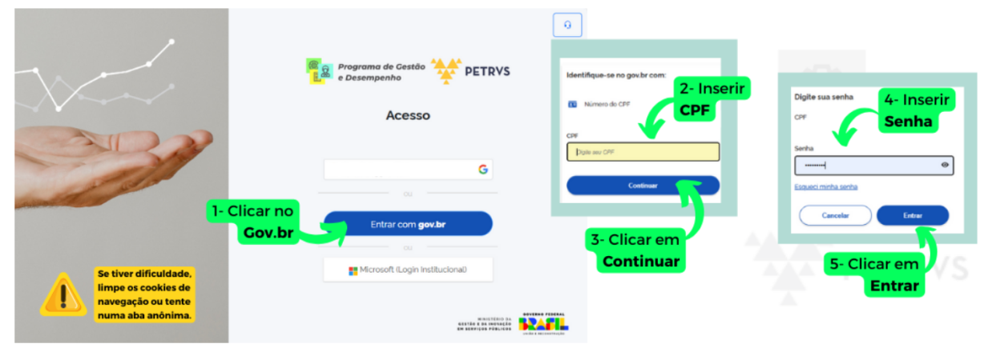 Programa de Gestão
e Desempenho
PETRVS
Acesso
ou
Entrar com gov.br
ou
Microsoft (Login Institucional)
1- Clicar no
Gov.br
Se tiver dificuldade,
limpe os cookies de
navegação ou tente
numa aba anônima.
MINISTÉRIO DA
GESTÃO E DA INOVAÇÃO
EM SERVIÇOS PÚBLICOS
GOVERNO FEDERAL
BRASIL
UNIÃO E RECONSTRUÇÃO
Identifique-se no gov.br com:
Número do CPF
2- Inserir
CPF
CPF
Digite seu CPF
Continuar
3- Clicar em
Continuar
Digite sua senha
CPF
4- Inserir
Senha
Senha
Esqueci minha senha
Cancelar
Entrar
5- Clicar em
Entrar
VS